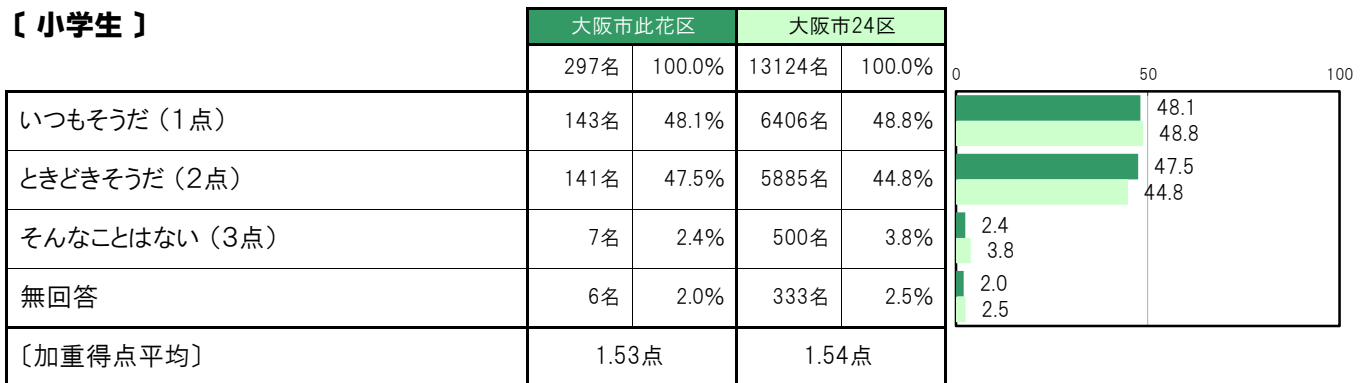 〔 小学生 〕
大阪市此花区 大阪市24区
297名 100.0% 13124名 100.0%
0 50 100
いつもそうだ（1点） 143名 48.1% 6406名 48.8%
48.1
48.8
ときどきそうだ（2点） 141名 47.5% 5885名 44.8%
47.5
44.8
そんなことはない（3点） 7名 2.4% 500名 3.8%
2.4
3.8
無回答 6名 2.0% 333名 2.5%
2.0
2.5
〔加重得点平均〕 1.53点 1.54点